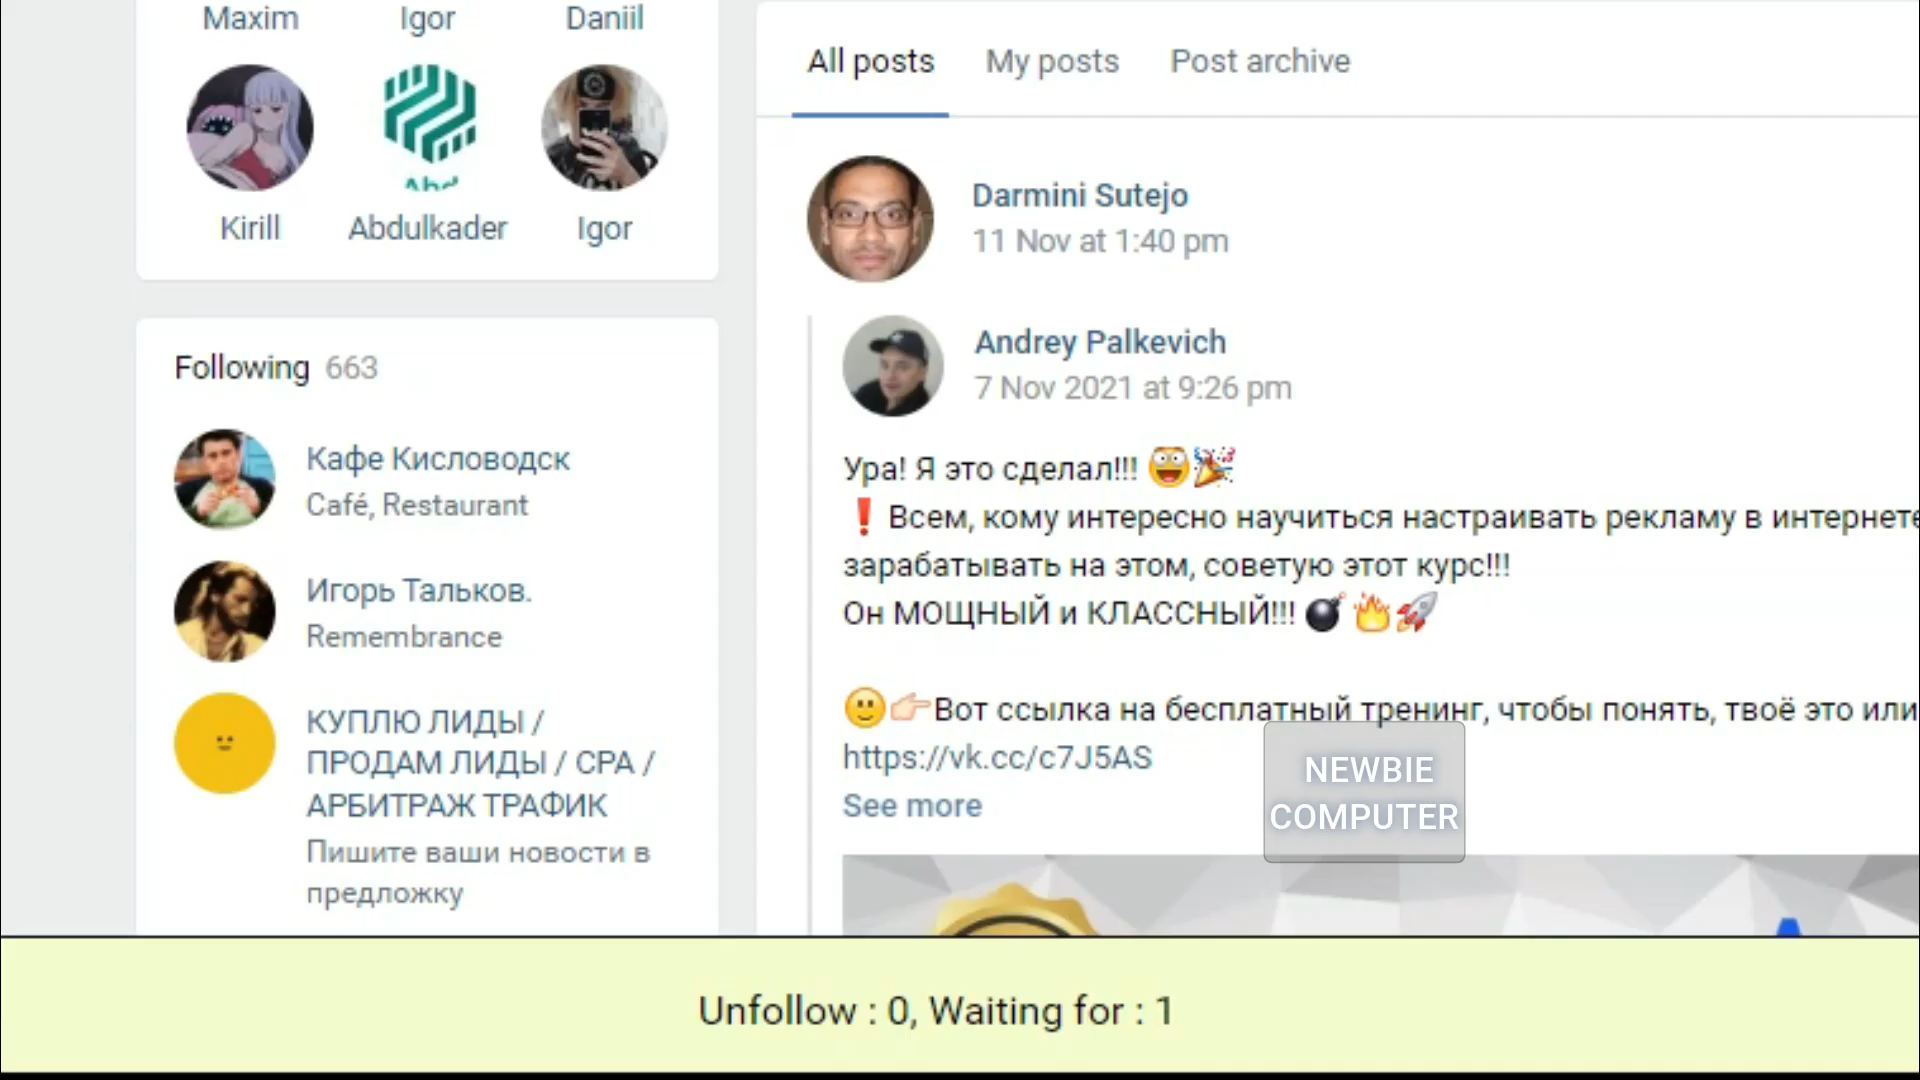 Maxim
Igor
Daniil
Kirill
Abdulkader
Igor
Following 663
Кафе Кисловодск
Café, Restaurant
Игорь Тальков.
Remembrance
КУПЛЮ ЛИДЫ /
ПРОДАМ ЛИДЫ / CPA /
АРБИТРАЖ ТРАФИК
Пишите ваши новости в
предложку
All posts
My posts
Post archive
Darmini Sutejo
11 Nov at 1:40 pm
Andrey Palkevich
7 Nov 2021 at 9:26 pm
Ура! Я это сделал!!! 🤪🎉
❗ Всем, кому интересно научиться настраивать рекламу в интернете
зарабатывать на этом, советую этот курс!!!
Он МОЩНЫЙ и КЛАССНЫЙ!!! 💣🔥🚀
🙂👉🏻Вот ссылка на бесплатный тренинг, чтобы понять, твоё это или
https://vk.cc/c7J5AS
See more
NEWBIE
COMPUTER
Unfollow : 0, Waiting for : 1